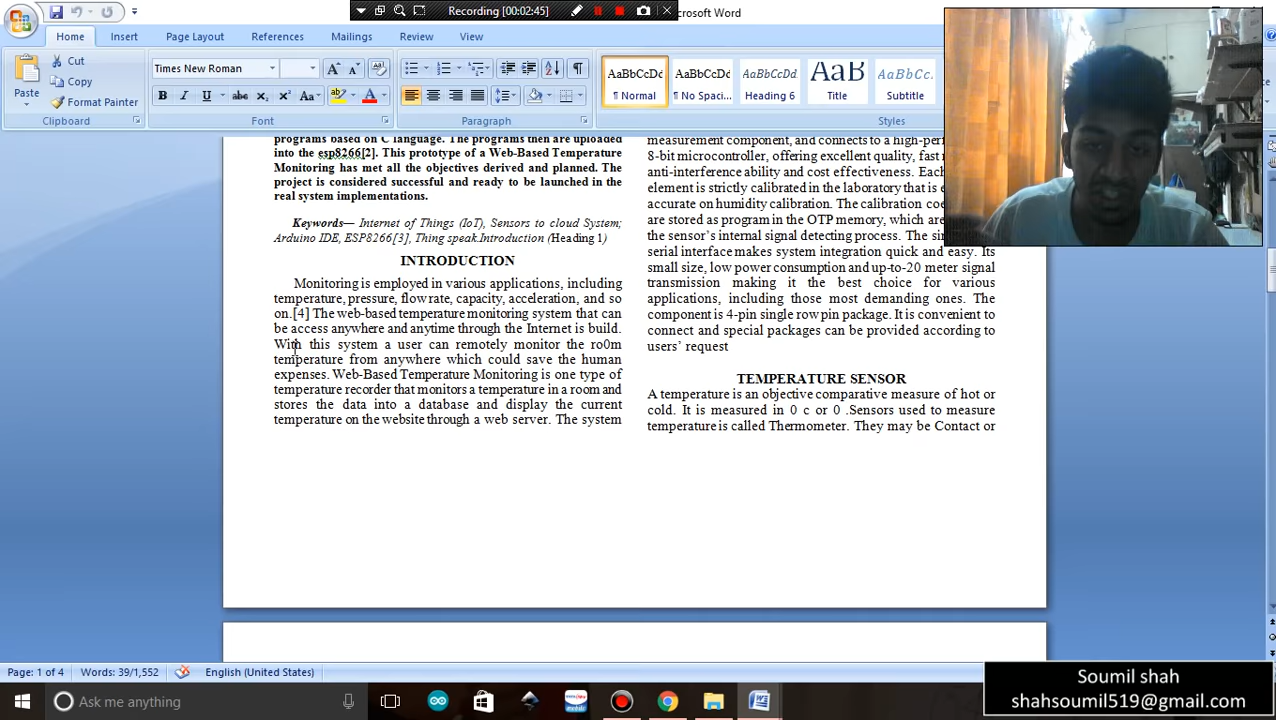 Recording [00:02:45]
Microsoft Word
Home Insert Page Layout References Mailings Review View
Cut
Copy
Format Painter
Paste
Clipboard
Times New Roman
Font
Paragraph
AaBbCcDd AaBbCcDd AaBbCcDd AaB AaBbCc.
¶ Normal ¶ No Spaci... Heading 6 Title Subtitle
Styles
programs based on C language. The programs then are uploaded
into the esp8266[2]. This prototype of a Web-Based Temperature
Monitoring has met all the objectives derived and planned. The
project is considered successful and ready to be launched in the
real system implementations.
Keywords— Internet of Things (IoT), Sensors to cloud System;
Arduino IDE, ESP8266[3], Thing speak.Introduction (Heading 1)
INTRODUCTION
Monitoring is employed in various applications, including
temperature, pressure, flow rate, capacity, acceleration, and so
on.[4] The web-based temperature monitoring system that can
be access anywhere and anytime through the Internet is build.
With this system a user can remotely monitor the ro0m
temperature from anywhere which could save the human
expenses. Web-Based Temperature Monitoring is one type of
temperature recorder that monitors a temperature in a room and
stores the data into a database and display the current
temperature on the website through a web server. The system
measurement component, and connects to a high-per
8-bit microcontroller, offering excellent quality, fast
anti-interference ability and cost effectiveness. Each
element is strictly calibrated in the laboratory that is e
accurate on humidity calibration. The calibration coe
are stored as program in the OTP memory, which are
the sensor's internal signal detecting process. The sin
serial interface makes system integration quick and easy. Its
small size, low power consumption and up-to-20 meter signal
transmission making it the best choice for various
applications, including those most demanding ones. The
component is 4-pin single row pin package. It is convenient to
connect and special packages can be provided according to
users' request
TEMPERATURE SENSOR
A temperature is an objective comparative measure of hot or
cold. It is measured in 0 c or 0 .Sensors used to measure
temperature is called Thermometer. They may be Contact or
Page: 1 of 4 Words: 39/1,552 English (United States)
Ask me anything
Soumil shah
shahsoumil519@gmail.com